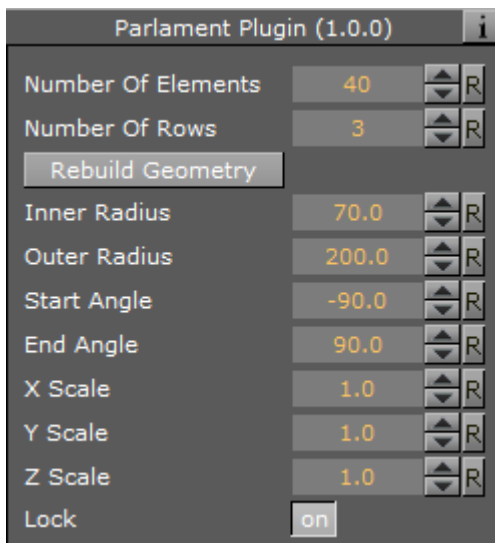 Parlament Plugin (1.0.0) i
Number Of Elements 40 R
Number Of Rows 3 R
Rebuild Geometry
Inner Radius 70.0 R
Outer Radius 200.0 R
Start Angle -90.0 R
End Angle 90.0 R
X Scale 1.0 R
Y Scale 1.0 R
Z Scale 1.0 R
Lock on